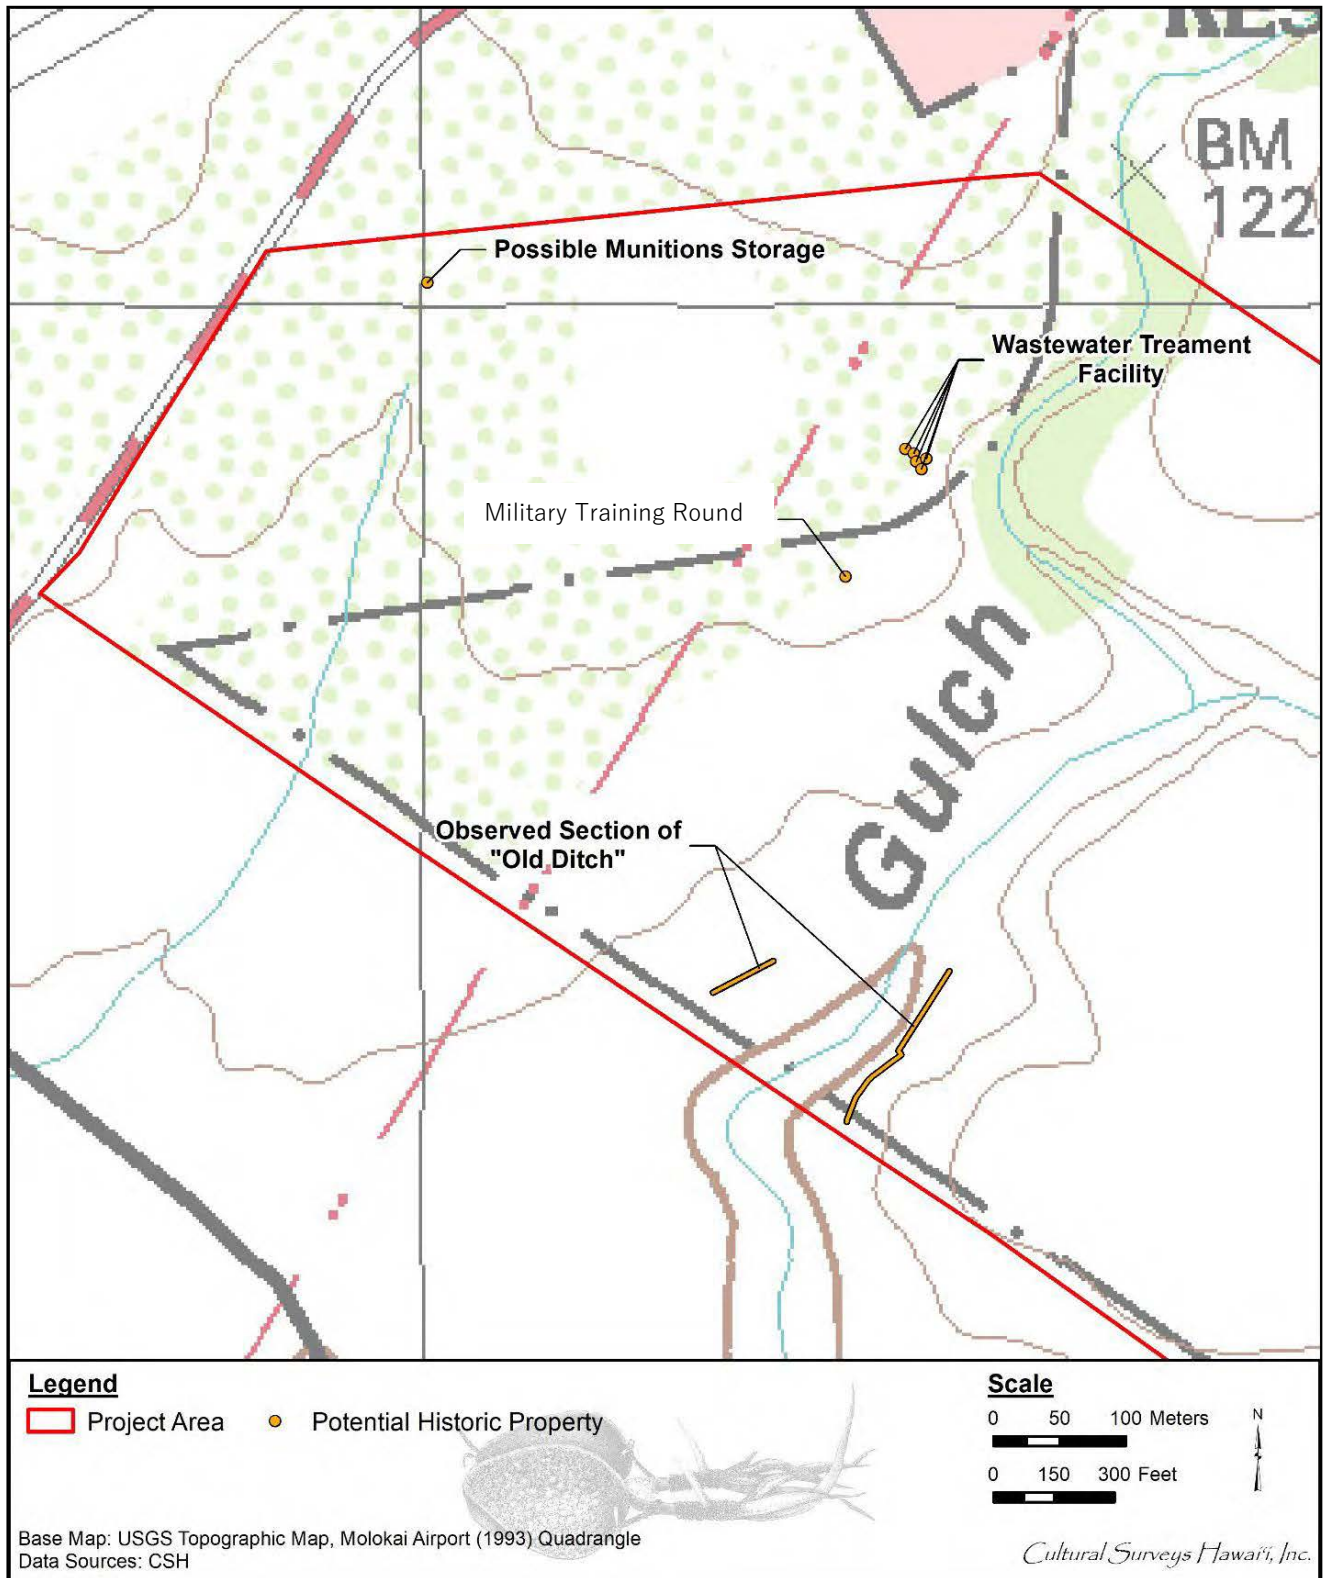 BM
122
Possible Munitions Storage
Wastewater Treament
Facility
Military Training Round
Gulch
Observed Section of
"Old Ditch"
Legend
Project Area
Potential Historic Property
Scale
0 50 100 Meters
0 150 300 Feet
N
Base Map: USGS Topographic Map, Molokai Airport (1993) Quadrangle
Data Sources: CSH
Cultural Surveys Hawai‘i, Inc.